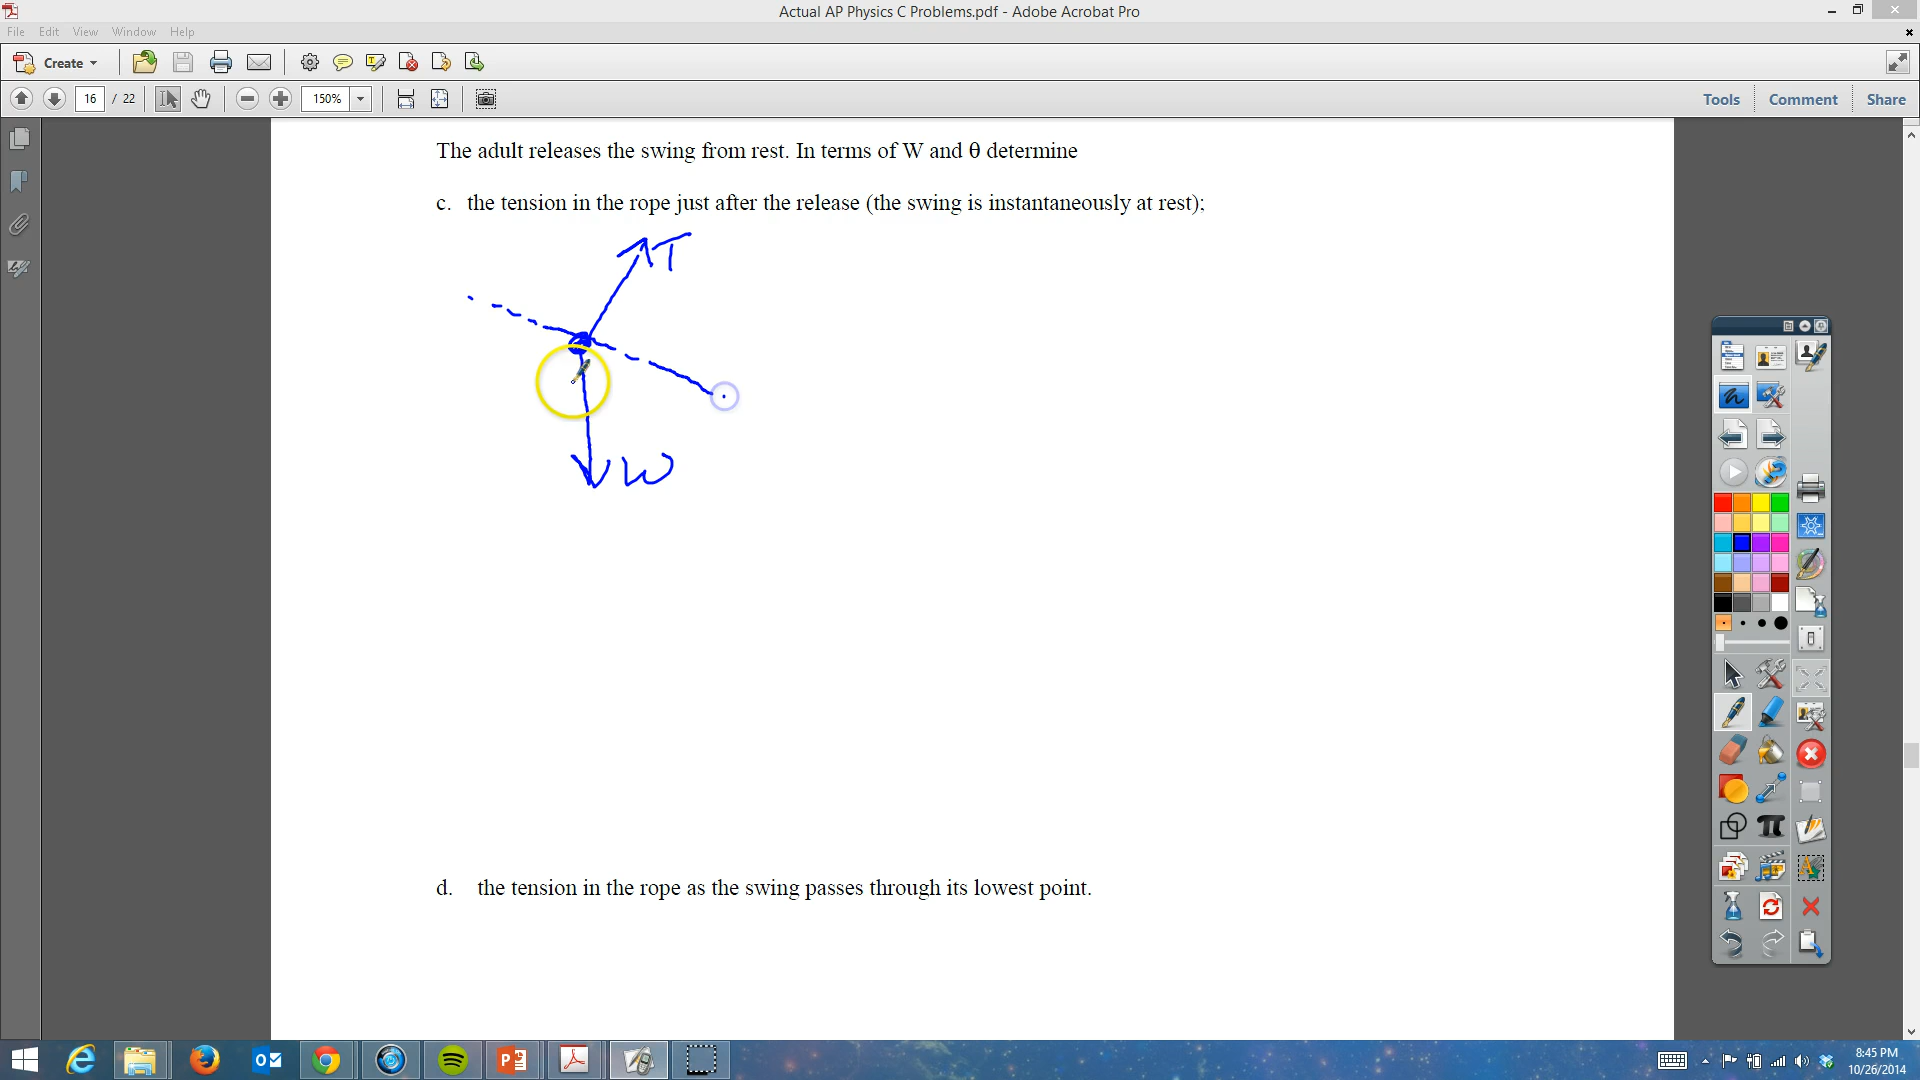 Actual AP Physics C Problems.pdf - Adobe Acrobat Pro
File Edit View Window Help
Create
16 / 22 150% Tools Comment Share
The adult releases the swing from rest. In terms of W and θ determine
c. the tension in the rope just after the release (the swing is instantaneously at rest);
T
W
d. the tension in the rope as the swing passes through its lowest point.
8:45 PM
10/26/2014